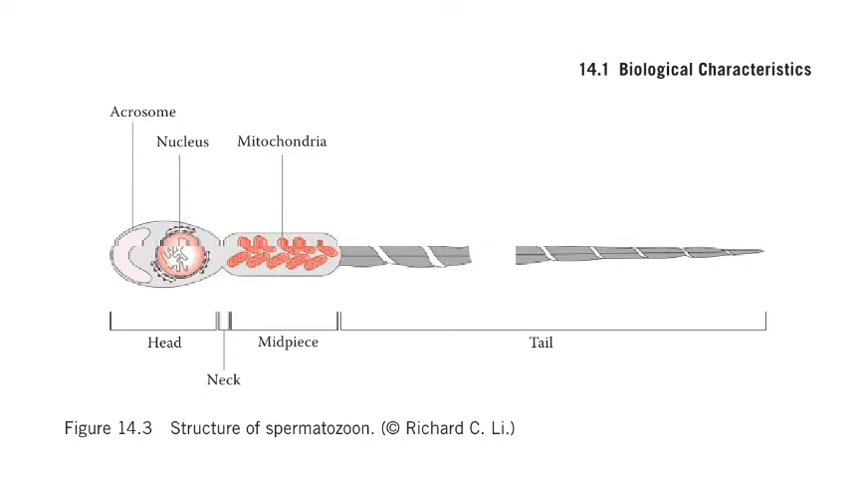 14.1 Biological Characteristics
Acrosome
Nucleus Mitochondria
Head Midpiece Tail
Neck
Figure 14.3 Structure of spermatozoon. (© Richard C. Li.)